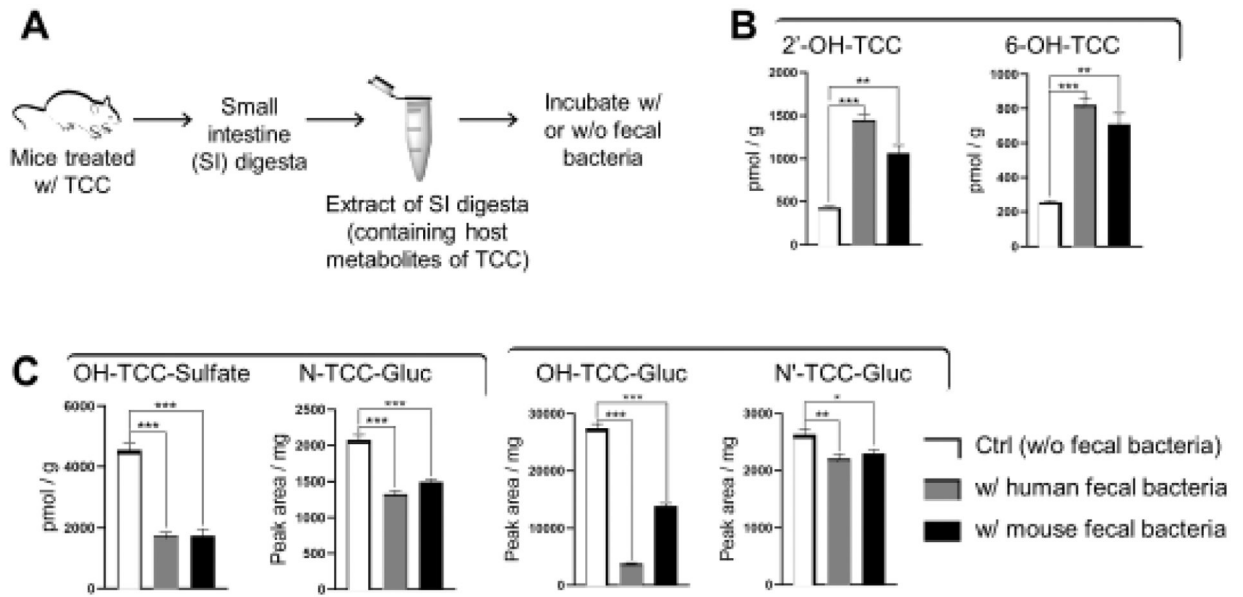 A
Mice treated
w/ TCC
Small
intestine
(SI) digesta
Extract of SI digesta
(containing host
metabolites of TCC)
Incubate w/
or w/o fecal
bacteria
B
2'-OH-TCC
pmol / g
2000
1500
1000
500
0
***
**
6-OH-TCC
pmol / g
1000
800
600
400
200
0
***
**
C
OH-TCC-Sulfate
pmol / g
6000
4000
2000
0
***
***
N-TCC-Gluc
Peak area / mg
2500
2000
1500
1000
500
0
***
***
OH-TCC-Gluc
Peak area / mg
30000
20000
10000
0
***
***
N'-TCC-Gluc
Peak area / mg
3000
2000
1000
0
*
**
Ctrl (w/o fecal bacteria)
w/ human fecal bacteria
w/ mouse fecal bacteria